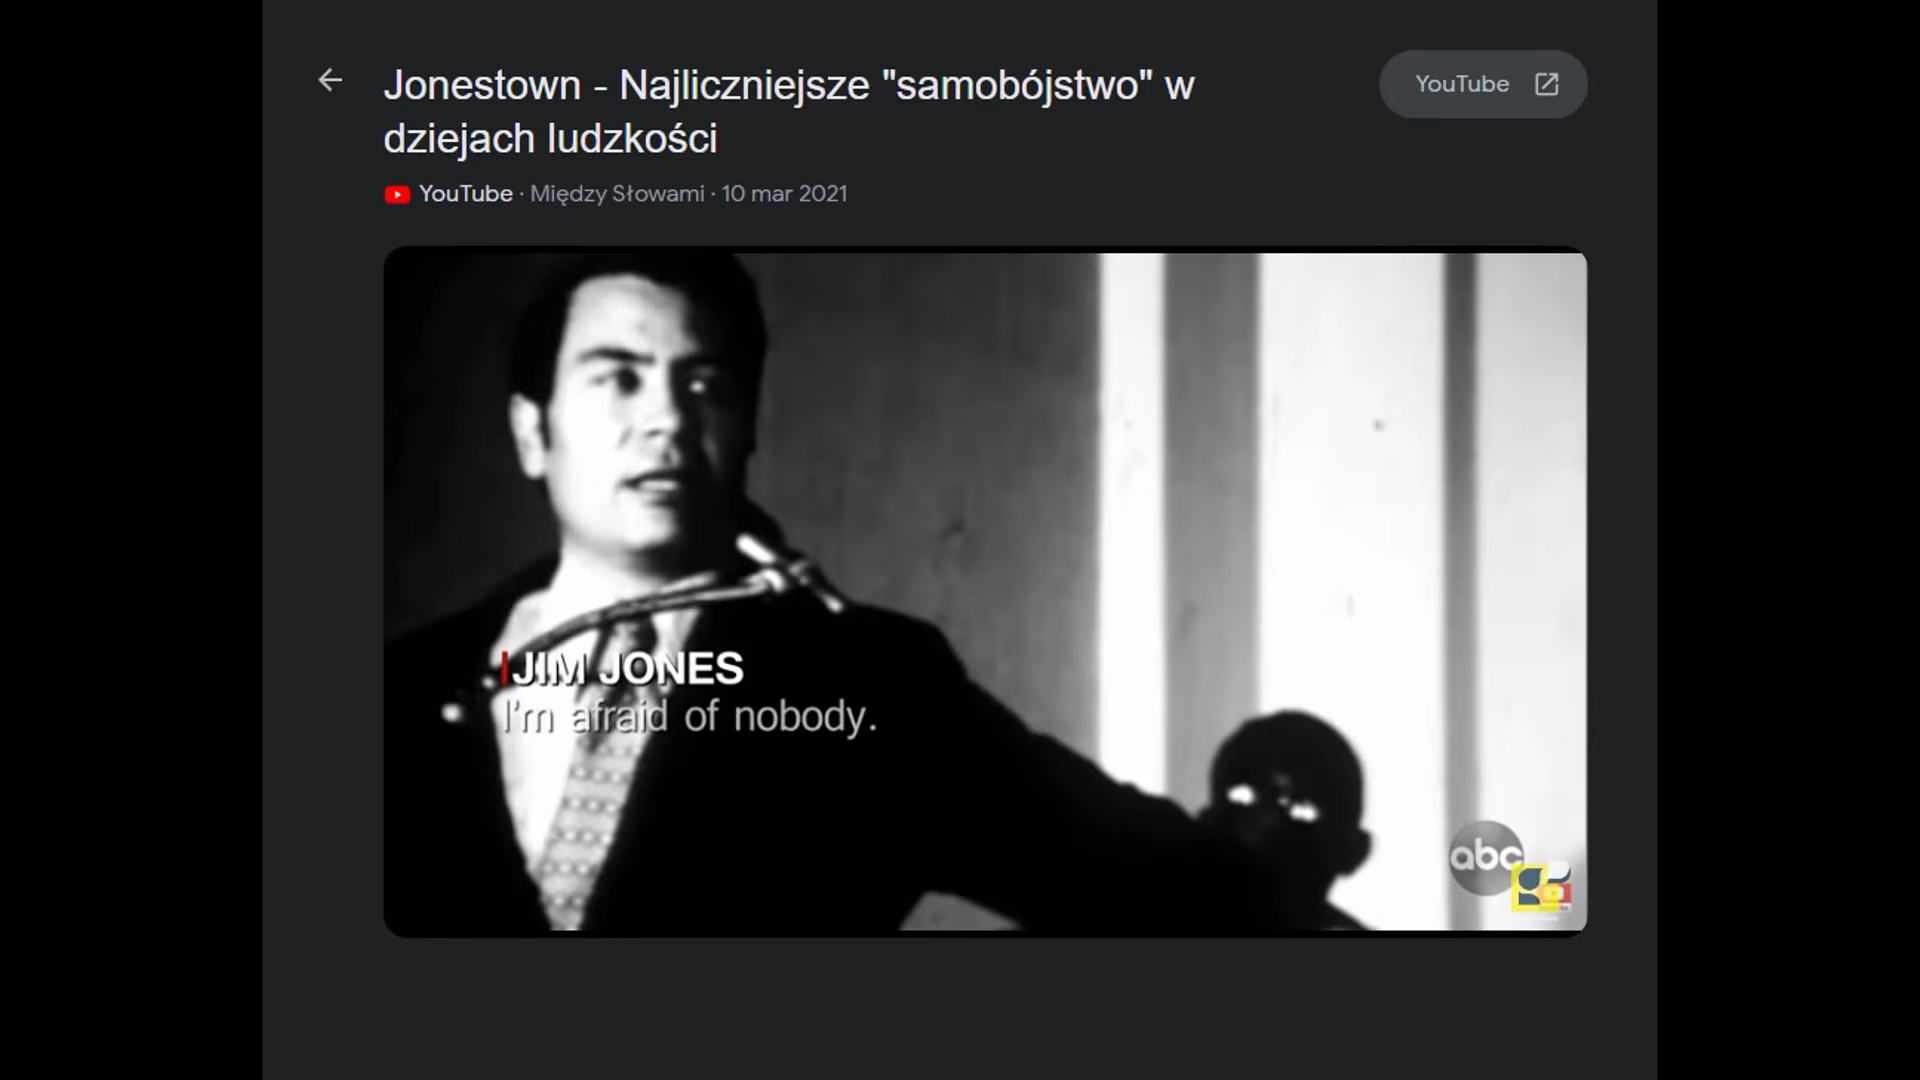 Jonestown - Najliczniejsze "samobójstwo" w
dziejach ludzkości
YouTube
YouTube · Między Słowami · 10 mar 2021
JIM JONES
I'm afraid of nobody.
abc